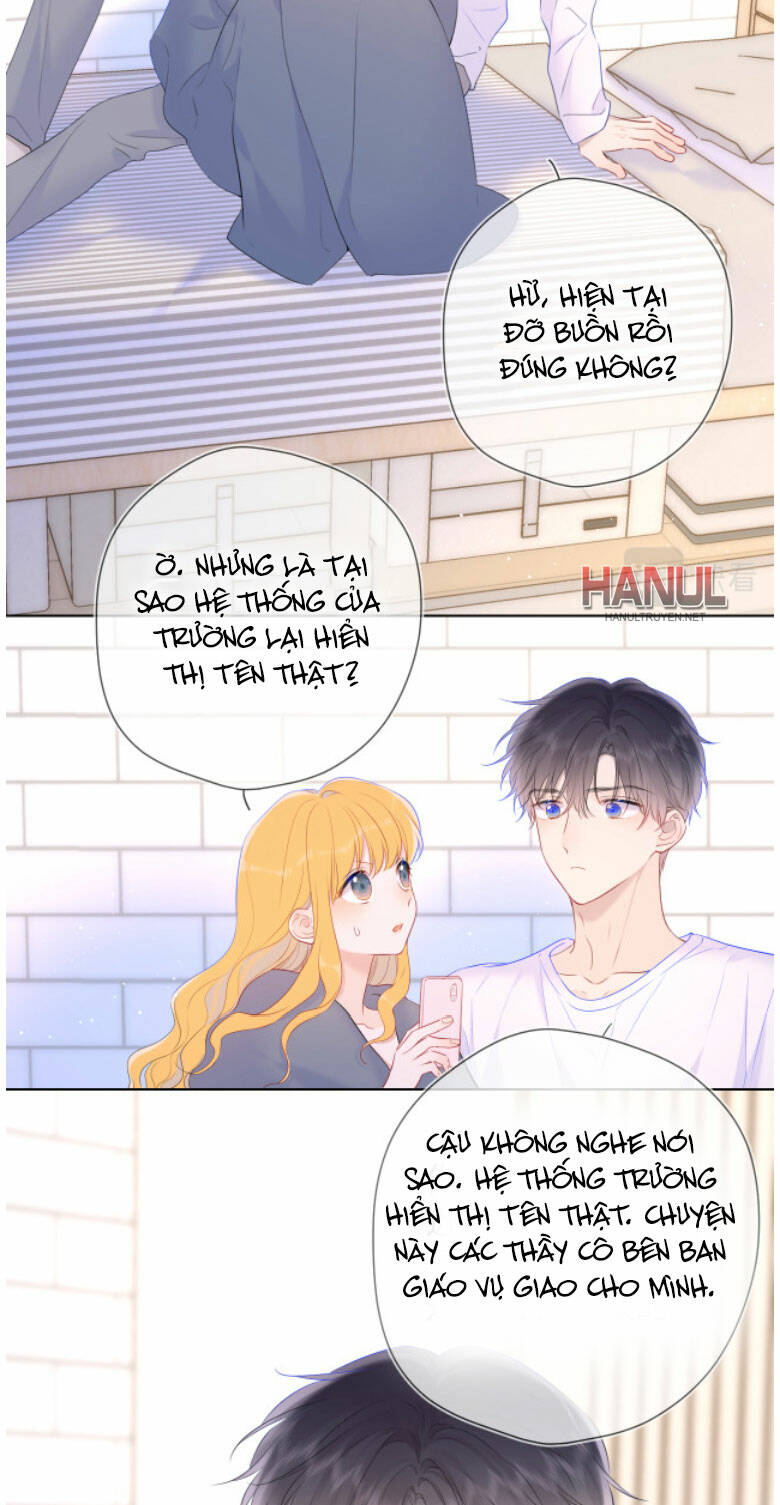 HỪ, HIỆN TẠI
ĐỠ BUỒN RỒI
ĐÚNG KHÔNG?
Ờ. NHƯNG LÀ TẠI
SAO HỆ THỐNG CỦA
TRƯỜNG LẠI HIỂN
THỊ TÊN THẬT?
HANUL
HANULTRUYEN.NET
看
CẬU KHÔNG NGHE NÓI
SAO. HỆ THỐNG TRƯỜNG
HIỂN THỊ TÊN THẬT. CHUYỆN
NÀY CÁC THẦY CÔ BÊN BAN
GIÁO VỤ GIAO CHO MÌNH.